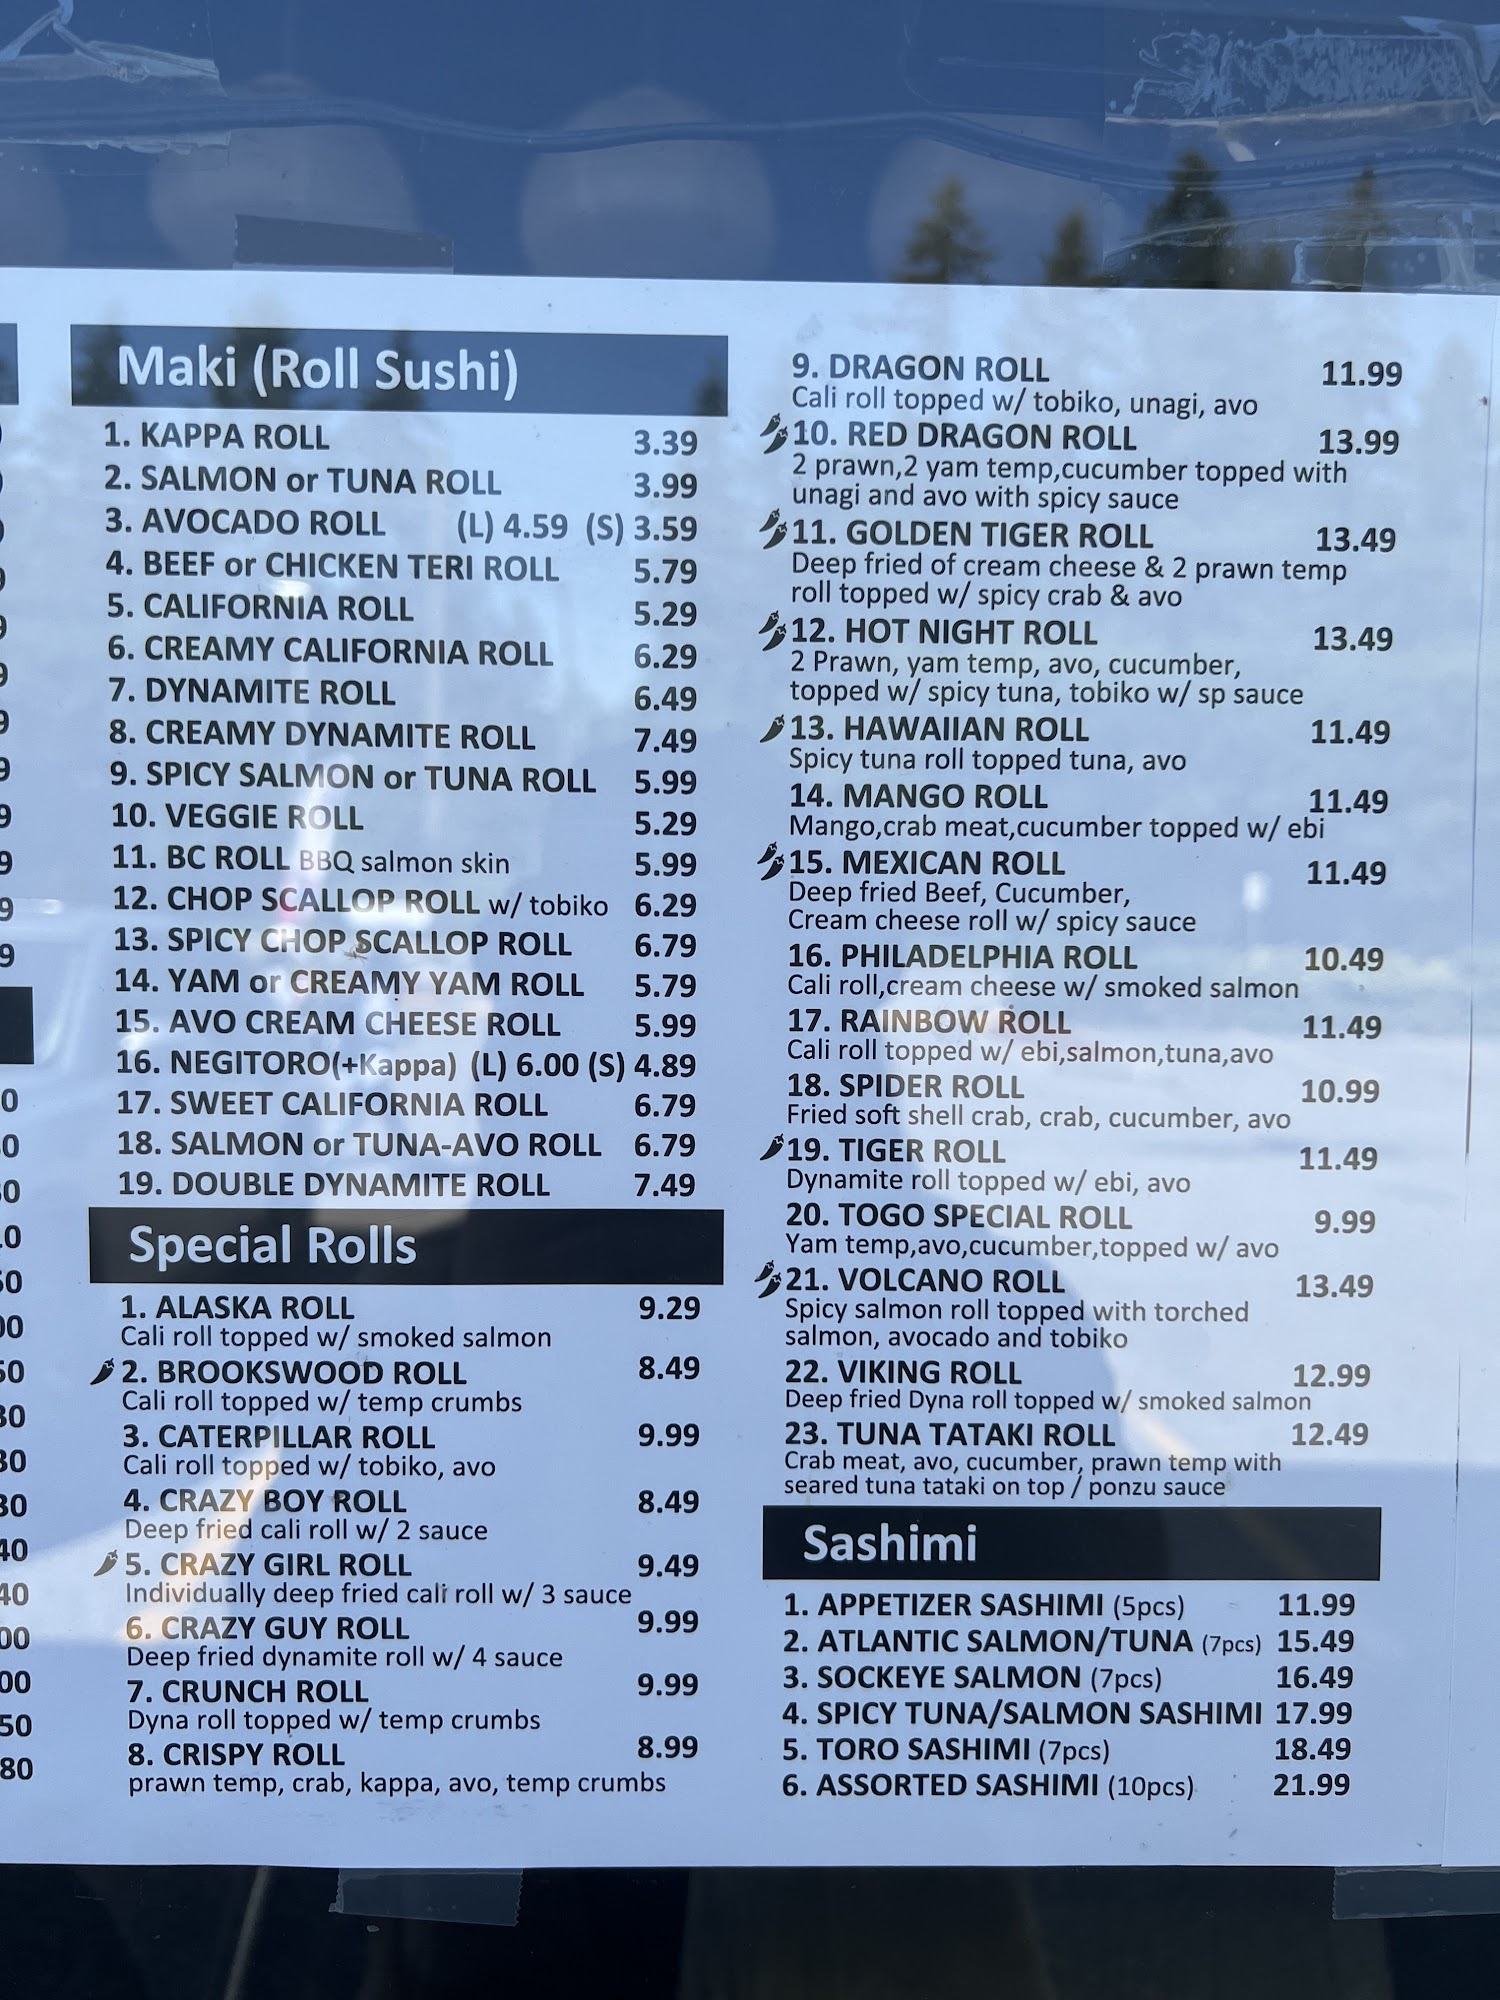 Maki (Roll Sushi)
1. KAPPA ROLL 3.39
2. SALMON or TUNA ROLL 3.99
3. AVOCADO ROLL (L) 4.59 (S) 3.59
4. BEEF or CHICKEN TERI ROLL 5.79
5. CALIFORNIA ROLL 5.29
6. CREAMY CALIFORNIA ROLL 6.29
7. DYNAMITE ROLL 6.49
8. CREAMY DYNAMITE ROLL 7.49
9. SPICY SALMON or TUNA ROLL 5.99
10. VEGGIE ROLL 5.29
11. BC ROLL BBQ salmon skin 5.99
12. CHOP SCALLOP ROLL w/ tobiko 6.29
13. SPICY CHOP SCALLOP ROLL 6.79
14. YAM or CREAMY YAM ROLL 5.79
15. AVO CREAM CHEESE ROLL 5.99
16. NEGITORO(+Kappa) (L) 6.00 (S) 4.89
17. SWEET CALIFORNIA ROLL 6.79
18. SALMON or TUNA-AVO ROLL 6.79
19. DOUBLE DYNAMITE ROLL 7.49
Special Rolls
1. ALASKA ROLL 9.29
Cali roll topped w/ smoked salmon
2. BROOKSWOOD ROLL 8.49
Cali roll topped w/ temp crumbs
3. CATERPILLAR ROLL 9.99
Cali roll topped w/ tobiko, avo
4. CRAZY BOY ROLL 8.49
Deep fried cali roll w/ 2 sauce
5. CRAZY GIRL ROLL 9.49
Individually deep fried cali roll w/ 3 sauce
6. CRAZY GUY ROLL 9.99
Deep fried dynamite roll w/ 4 sauce
7. CRUNCH ROLL 9.99
Dyna roll topped w/ temp crumbs
8. CRISPY ROLL 8.99
prawn temp, crab, kappa, avo, temp crumbs
9. DRAGON ROLL 11.99
Cali roll topped w/ tobiko, unagi, avo
10. RED DRAGON ROLL 13.99
2 prawn,2 yam temp,cucumber topped with
unagi and avo with spicy sauce
11. GOLDEN TIGER ROLL 13.49
Deep fried of cream cheese & 2 prawn temp
roll topped w/ spicy crab & avo
12. HOT NIGHT ROLL 13.49
2 Prawn, yam temp, avo, cucumber,
topped w/ spicy tuna, tobiko w/ sp sauce
13. HAWAIIAN ROLL 11.49
Spicy tuna roll topped tuna, avo
14. MANGO ROLL 11.49
Mango,crab meat,cucumber topped w/ ebi
15. MEXICAN ROLL 11.49
Deep fried Beef, Cucumber,
Cream cheese roll w/ spicy sauce
16. PHILADELPHIA ROLL 10.49
Cali roll,cream cheese w/ smoked salmon
17. RAINBOW ROLL 11.49
Cali roll topped w/ ebi,salmon,tuna,avo
18. SPIDER ROLL 10.99
Fried soft shell crab, crab, cucumber, avo
19. TIGER ROLL 11.49
Dynamite roll topped w/ ebi, avo
20. TOGO SPECIAL ROLL 9.99
Yam temp,avo,cucumber,topped w/ avo
21. VOLCANO ROLL 13.49
Spicy salmon roll topped with torched
salmon, avocado and tobiko
22. VIKING ROLL 12.99
Deep fried Dyna roll topped w/ smoked salmon
23. TUNA TATAKI ROLL 12.49
Crab meat, avo, cucumber, prawn temp with
seared tuna tataki on top / ponzu sauce
Sashimi
1. APPETIZER SASHIMI (5pcs) 11.99
2. ATLANTIC SALMON/TUNA (7pcs) 15.49
3. SOCKEYE SALMON (7pcs) 16.49
4. SPICY TUNA/SALMON SASHIMI 17.99
5. TORO SASHIMI (7pcs) 18.49
6. ASSORTED SASHIMI (10pcs) 21.99